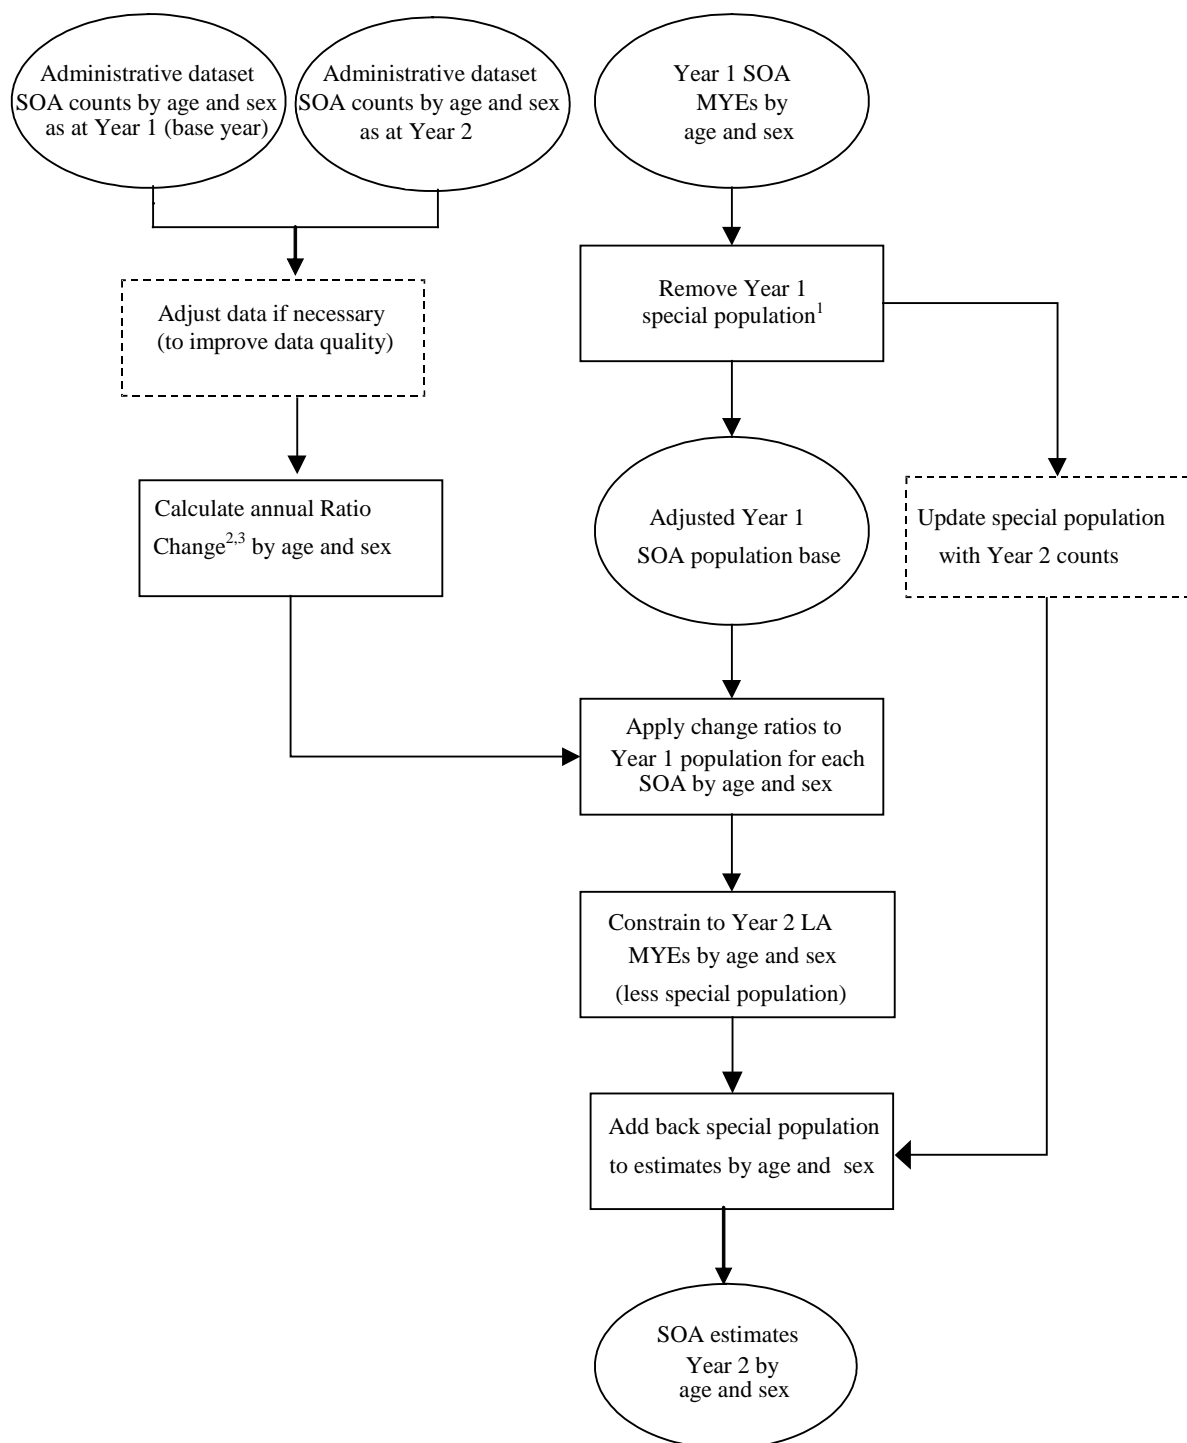 Administrative dataset
SOA counts by age and sex
as at Year 1 (base year)
Administrative dataset
SOA counts by age and sex
as at Year 2
Year 1 SOA
MYEs by
age and sex
Remove Year 1
special population¹
Adjust data if necessary
(to improve data quality)
Calculate annual Ratio
Change²,³ by age and sex
Adjusted Year 1
SOA population base
Update special population
with Year 2 counts
Apply change ratios to
Year 1 population for each
SOA by age and sex
Constrain to Year 2 LA
MYEs by age and sex
(less special population)
Add back special population
to estimates by age and sex
SOA estimates
Year 2 by
age and sex